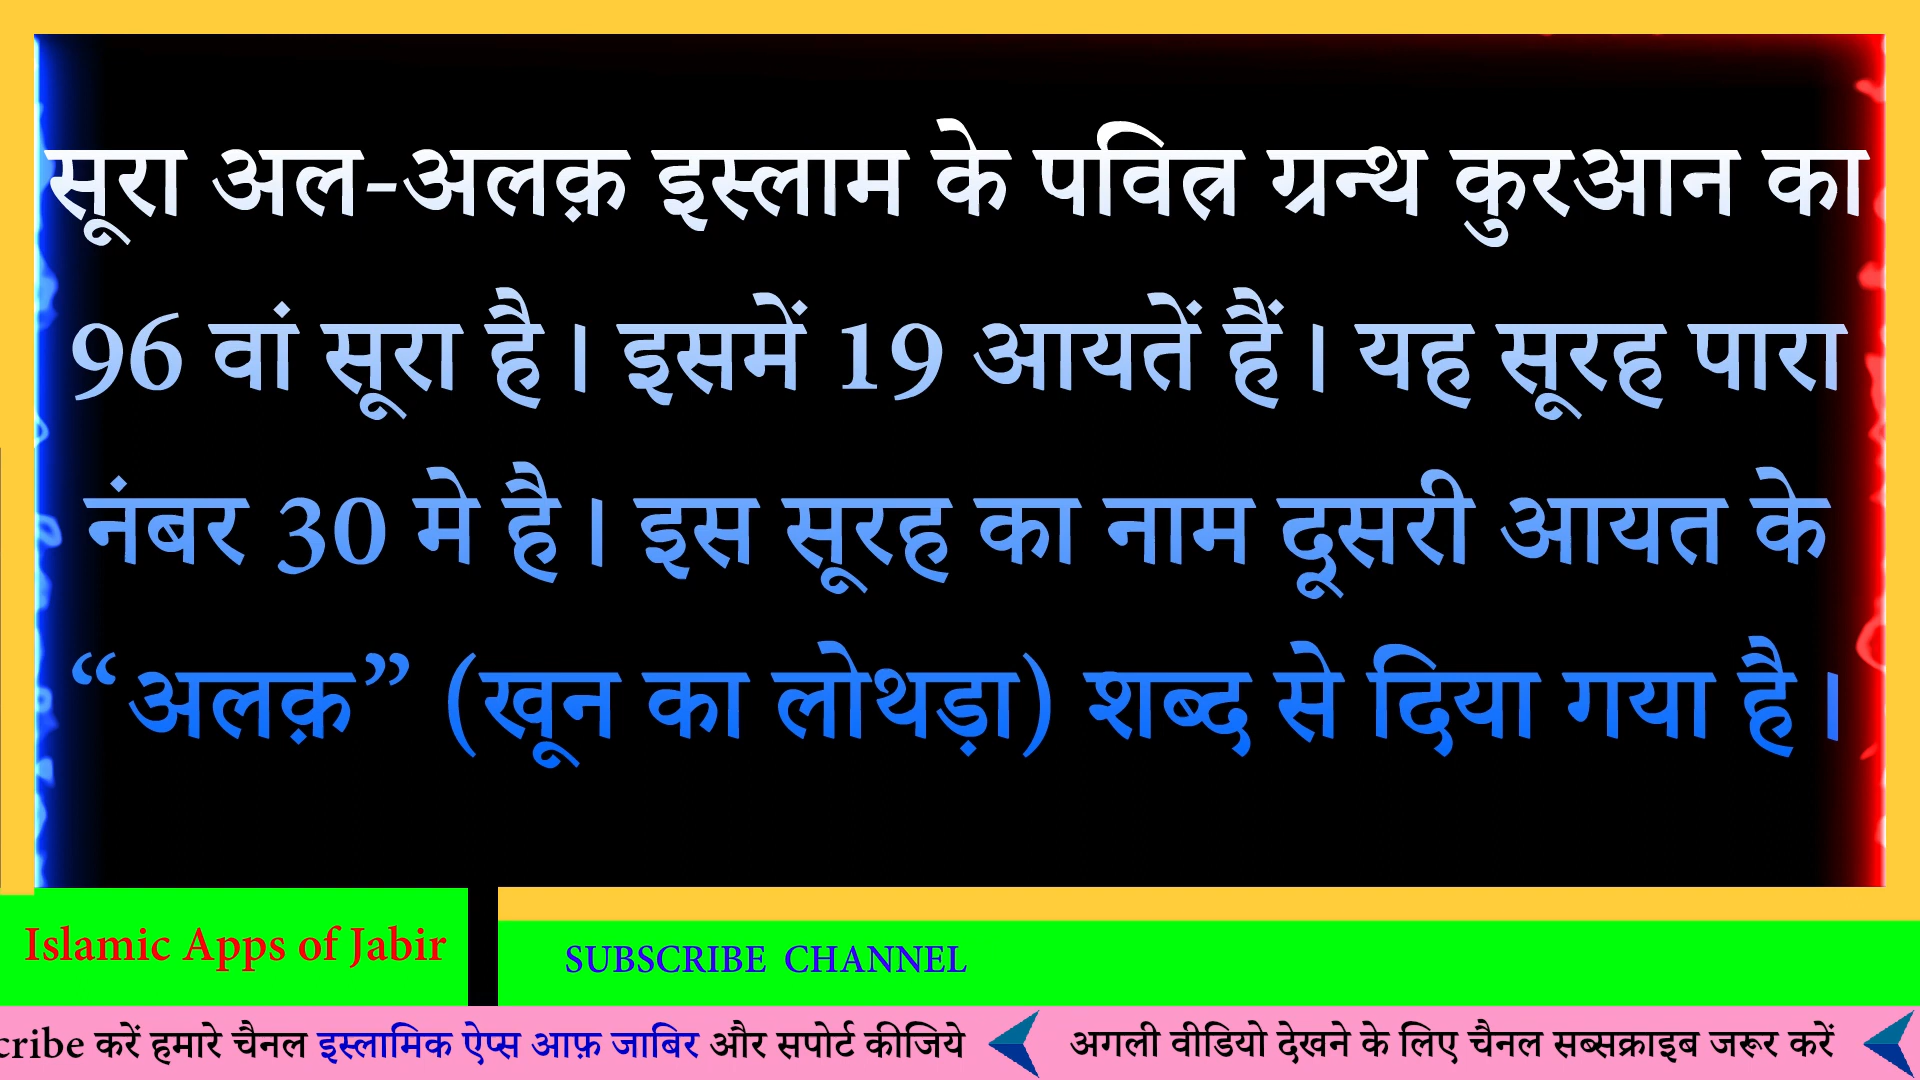 सूरा अल-अलक़ इस्लाम के पवित्र ग्रन्थ कुरआन का
96 वां सूरा है। इसमें 19 आयतें हैं। यह सूरह पारा
नंबर 30 मे है। इस सूरह का नाम दूसरी आयत के
“अलक़” (खून का लोथड़ा) शब्द से दिया गया है।
Islamic Apps of Jabir
SUBSCRIBE CHANNEL
cribe करें हमारे चैनल इस्लामिक ऐप्स आफ़ जाबिर और सपोर्ट कीजिये अगली वीडियो देखने के लिए चैनल सब्सक्राइब जरूर करें